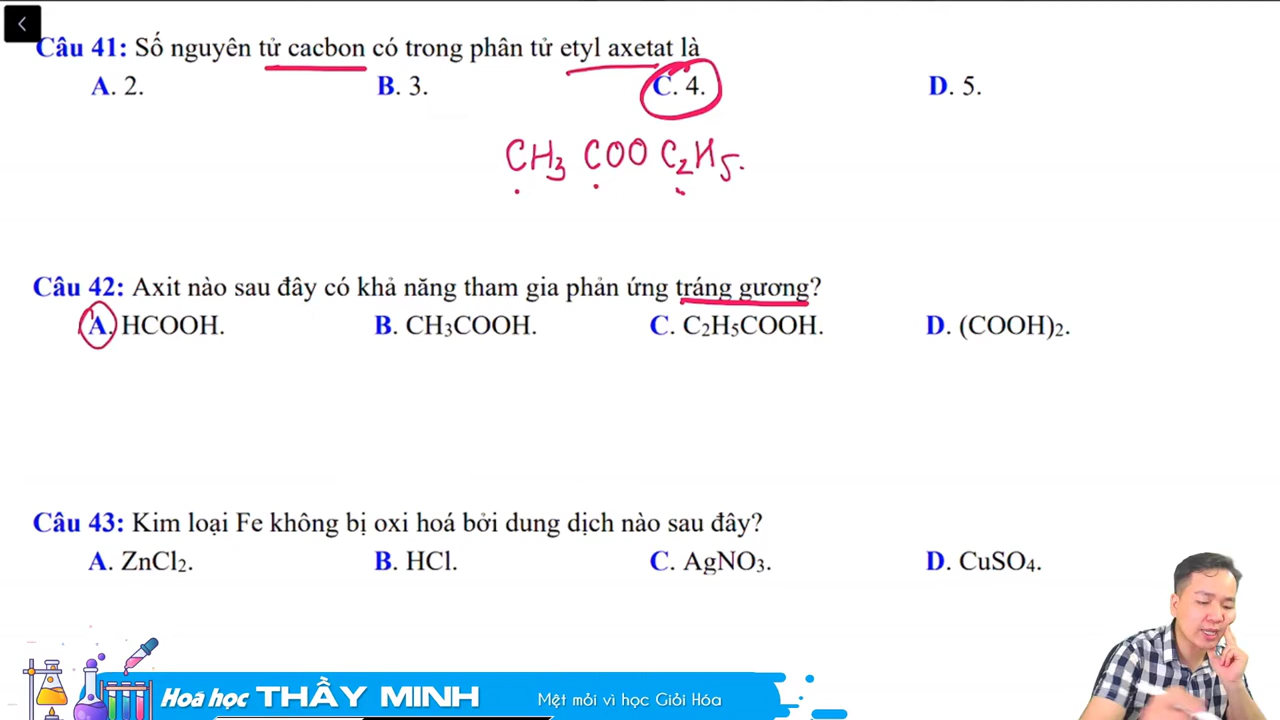 Câu 41: Số nguyên tử cacbon có trong phân tử etyl axetat là
A. 2. B. 3. C. 4. D. 5.
CH3 COO C2H5.
Câu 42: Axit nào sau đây có khả năng tham gia phản ứng tráng gương?
A. HCOOH. B. CH3COOH. C. C2H5COOH. D. (COOH)2.
Câu 43: Kim loại Fe không bị oxi hoá bởi dung dịch nào sau đây?
A. ZnCl2. B. HCl. C. AgNO3. D. CuSO4.
Hoá học THẦY MINH Mệt mỏi vì học Giỏi Hóa